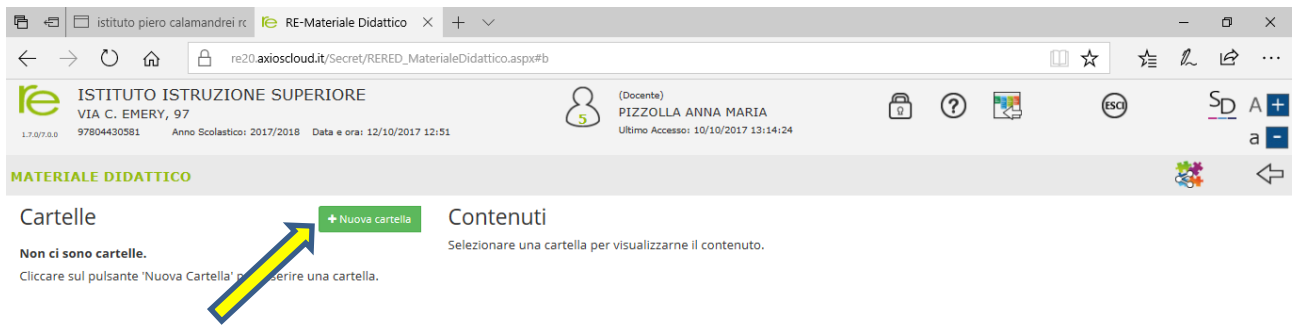 istituto piero calamandrei rc
RE-Materiale Didattico
re20.axioscloud.it/Secret/RERED_MaterialeDidattico.aspx#b
re
1.7.0/7.0.0
ISTITUTO ISTRUZIONE SUPERIORE
VIA C. EMERY, 97
97804430581 Anno Scolastico: 2017/2018 Data e ora: 12/10/2017 12:51
5
(Docente)
PIZZOLLA ANNA MARIA
Ultimo Accesso: 10/10/2017 13:14:24
?
ESCI
SD
A +
a -
MATERIALE DIDATTICO
Cartelle
+ Nuova cartella
Contenuti
Non ci sono cartelle.
Selezionare una cartella per visualizzarne il contenuto.
Cliccare sul pulsante 'Nuova Cartella' una cartella.